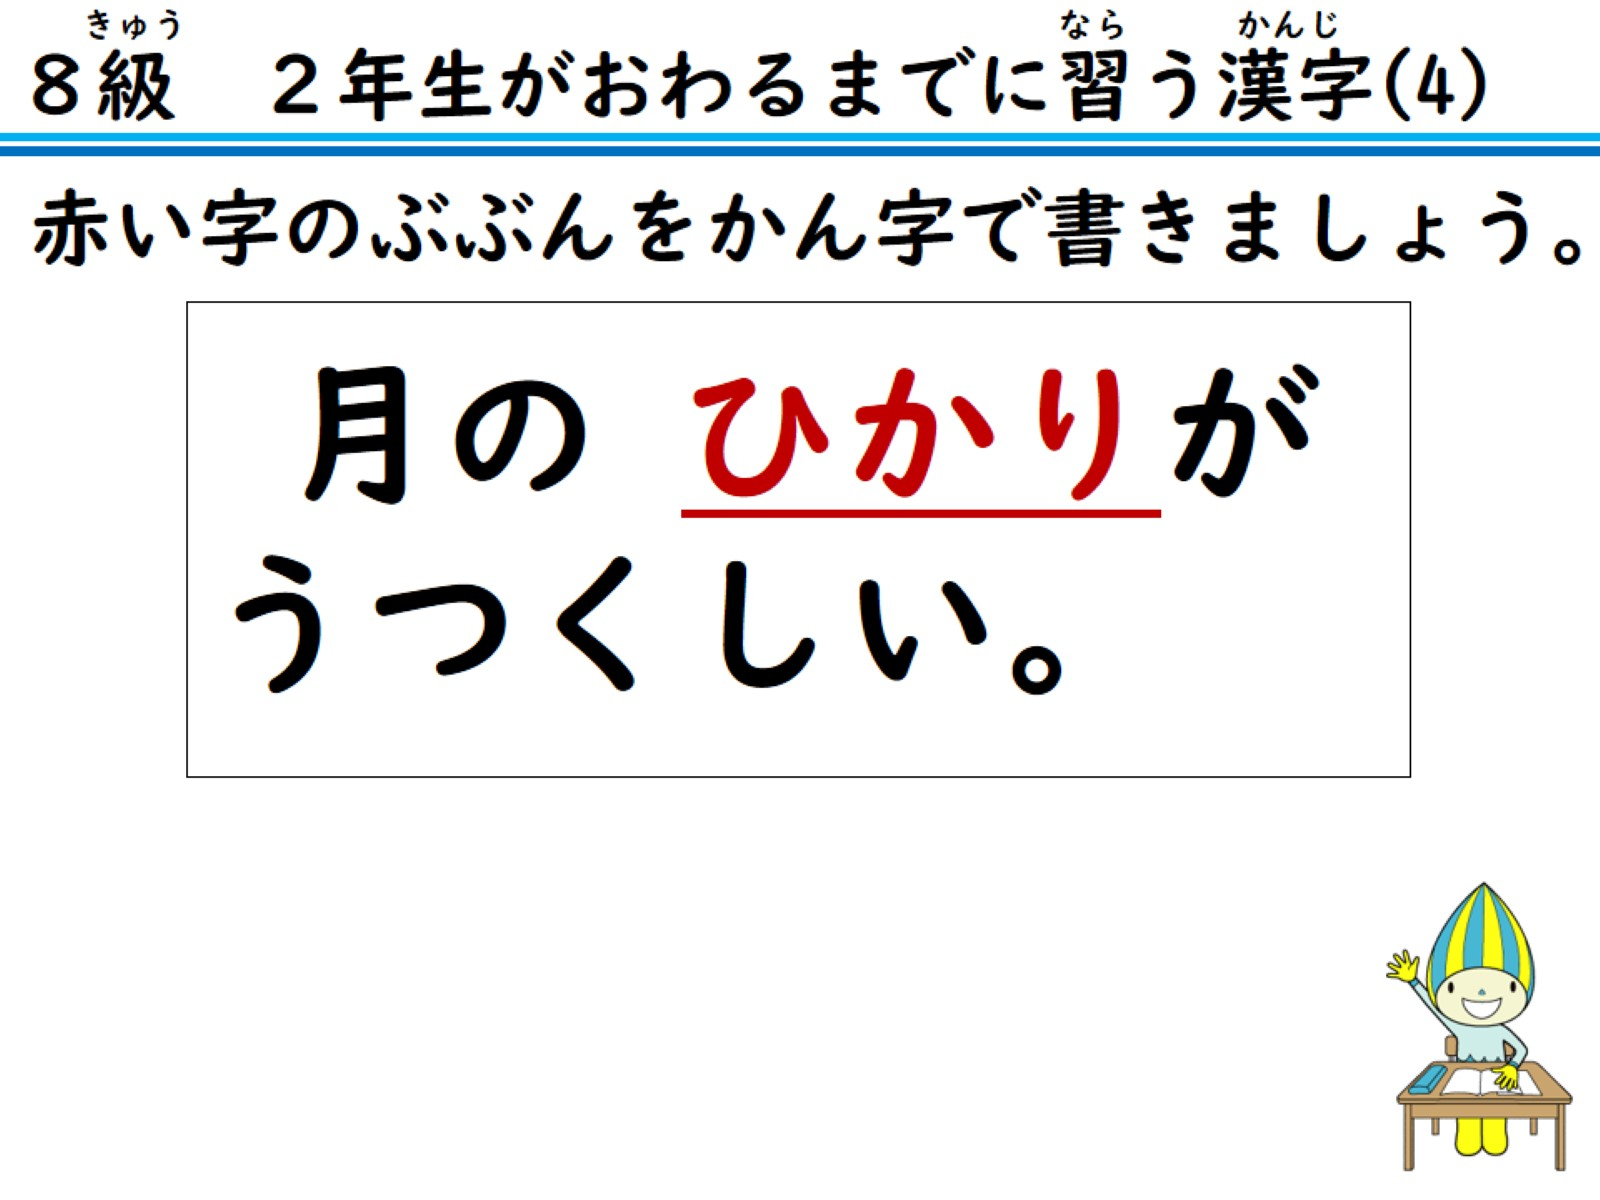 きゅう なら かんじ
８級　２年生がおわるまでに習う漢字(4)
赤い字のぶぶんをかん字で書きましょう。
月の ひかりが
うつくしい。